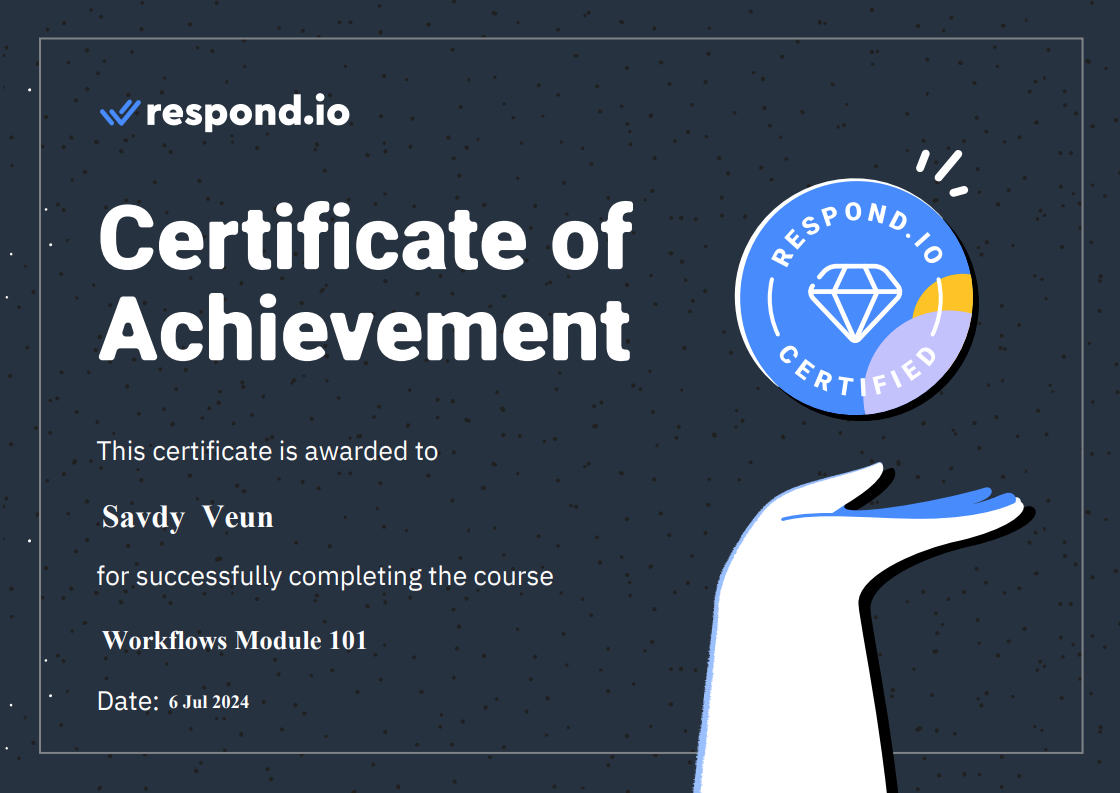 respond.io
Certificate of
Achievement
RESPOND.IO
CERTIFIED
This certificate is awarded to
Savdy  Veun
for successfully completing the course
Workflows Module 101
Date: 6 Jul 2024